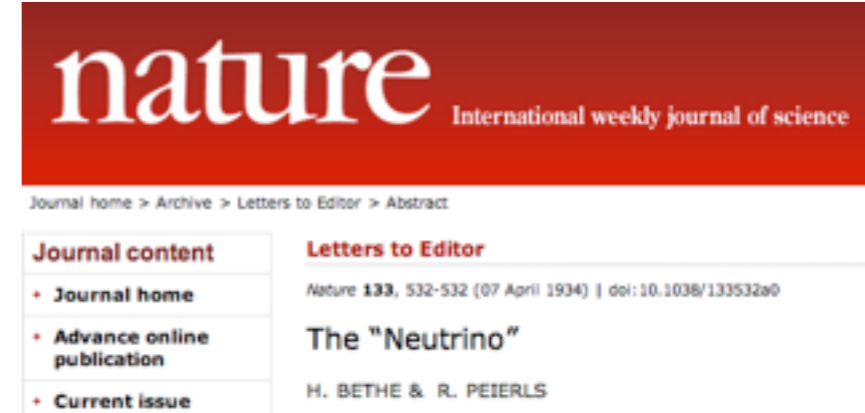 nature
International weekly journal of science
Journal home > Archive > Letters to Editor > Abstract
Journal content
• Journal home
• Advance online
publication
• Current issue
Letters to Editor
Nature 133, 532-532 (07 April 1934) | doi:10.1038/133532a0
The “Neutrino”
H. BETHE & R. PEIERLS